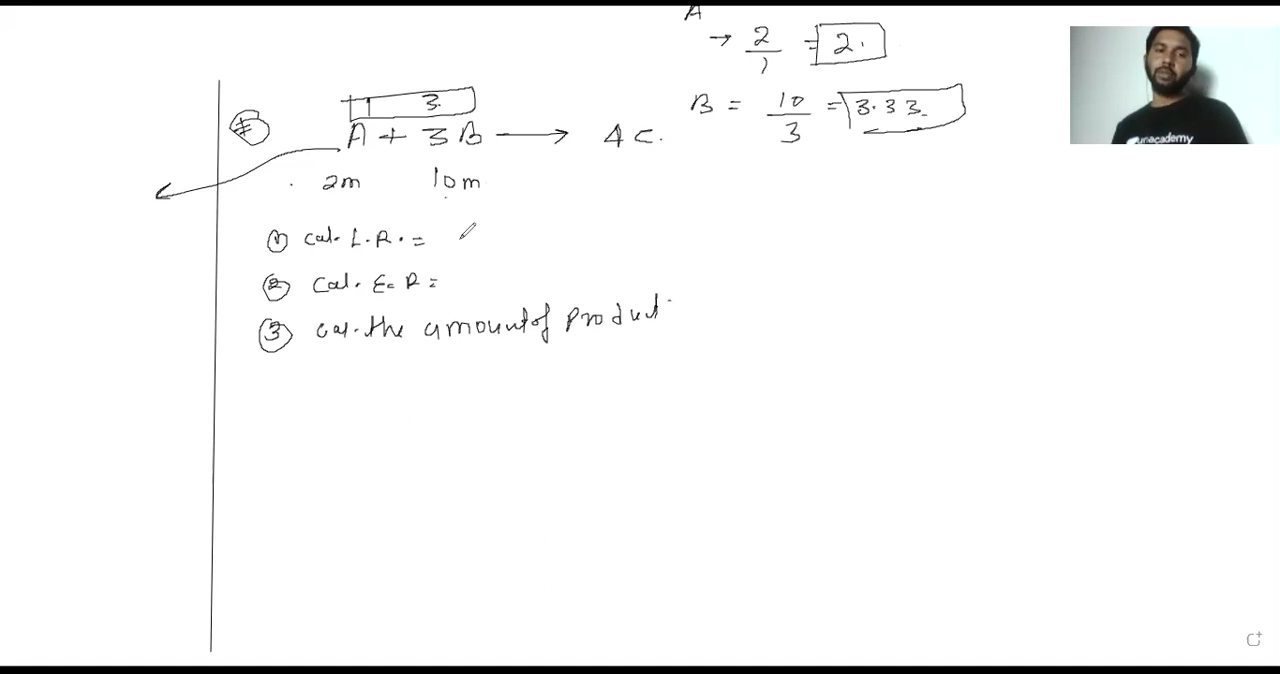 A
→ 2/1 = 2.
B = 10/3 = 3.33
1 3.
A + 3B → 4C.
2m 10m
① Cal. L.R. =
② Cal. E.R =
③ Cal. the amount of Product.
unacademy